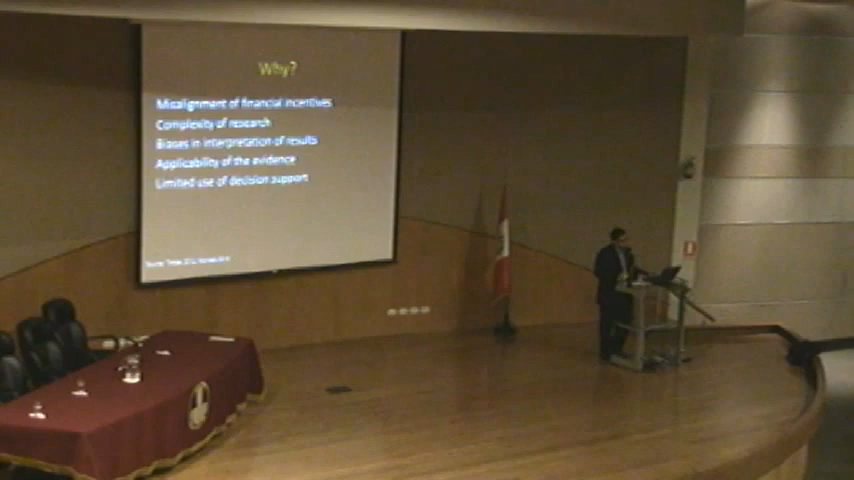 Why?
Misalignment of financial incentives
Complexity of research
Biases in interpretation of results
Applicability of the evidence
Limited use of decision support